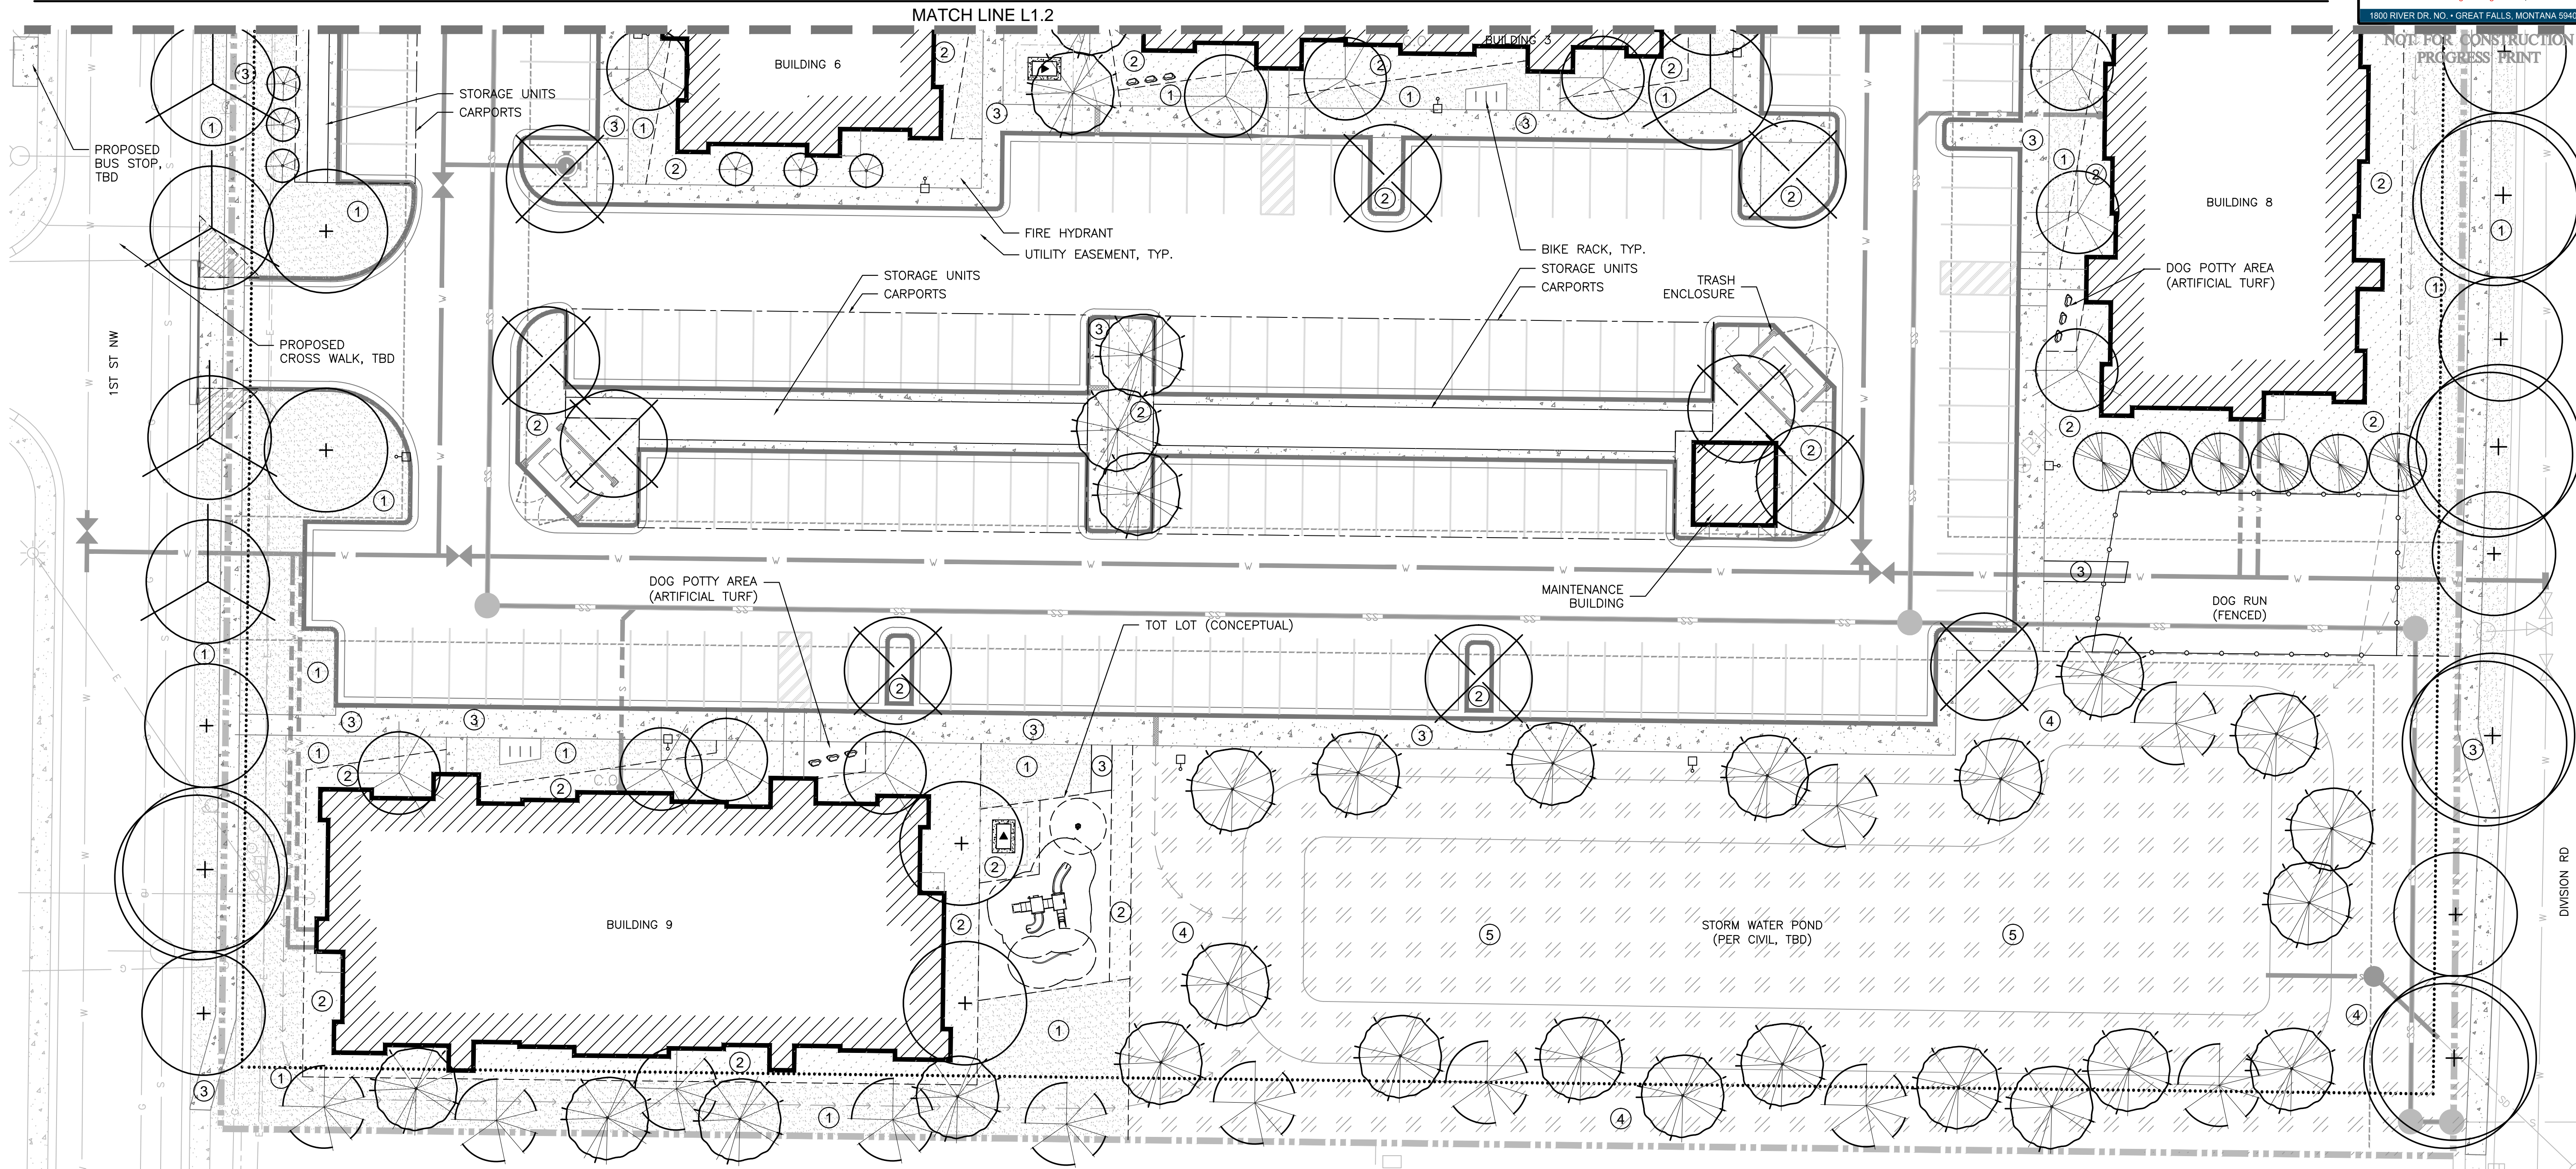 MATCH LINE L1.2
1800 RIVER DR. NO. • GREAT FALLS, MONTANA 5940
NOT FOR CONSTRUCTION
PROGRESS PRINT
BUILDING 6
BUILDING 3
STORAGE UNITS
CARPORTS
PROPOSED
BUS STOP,
TBD
BUILDING 8
FIRE HYDRANT
UTILITY EASEMENT, TYP.
BIKE RACK, TYP.
STORAGE UNITS
CARPORTS
STORAGE UNITS
CARPORTS
TRASH
ENCLOSURE
DOG POTTY AREA
(ARTIFICIAL TURF)
1ST ST NW
PROPOSED
CROSS WALK, TBD
DOG POTTY AREA
(ARTIFICIAL TURF)
MAINTENANCE
BUILDING
DOG RUN
(FENCED)
TOT LOT (CONCEPTUAL)
BUILDING 9
STORM WATER POND
(PER CIVIL, TBD)
DIVISION RD